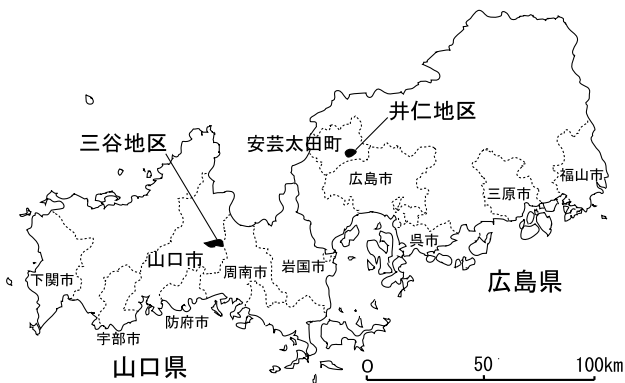 井仁地区
三谷地区
安芸太田町
広島市
福山市
三原市
呉市
山口市
周南市
岩国市
下関市
広島県
防府市
宇部市
山口県
0 50 100km